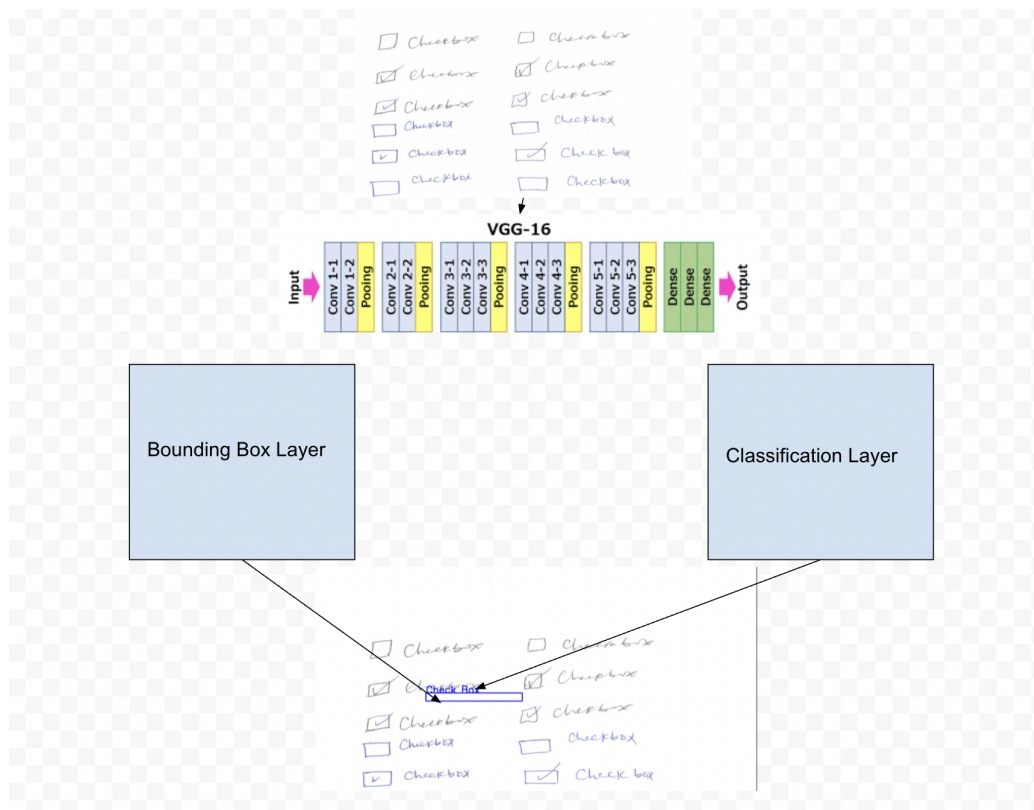 Checkbox Checkbox
Checkbox Checkbox
Checkbox Checkbox
Checkbox Checkbox
Checkbox Check box
Checkbox Checkbox
VGG-16
Input
Conv 1-1
Conv 1-2
Pooing
Conv 2-1
Conv 2-2
Pooing
Conv 3-1
Conv 3-2
Conv 3-3
Pooing
Conv 4-1
Conv 4-2
Conv 4-3
Pooing
Conv 5-1
Conv 5-2
Conv 5-3
Pooing
Dense
Dense
Dense
Output
Bounding Box Layer
Classification Layer
Checkbox Checkbox
Check Box
Checkbox
Checkbox Checkbox
Checkbox Checkbox
Checkbox Check box